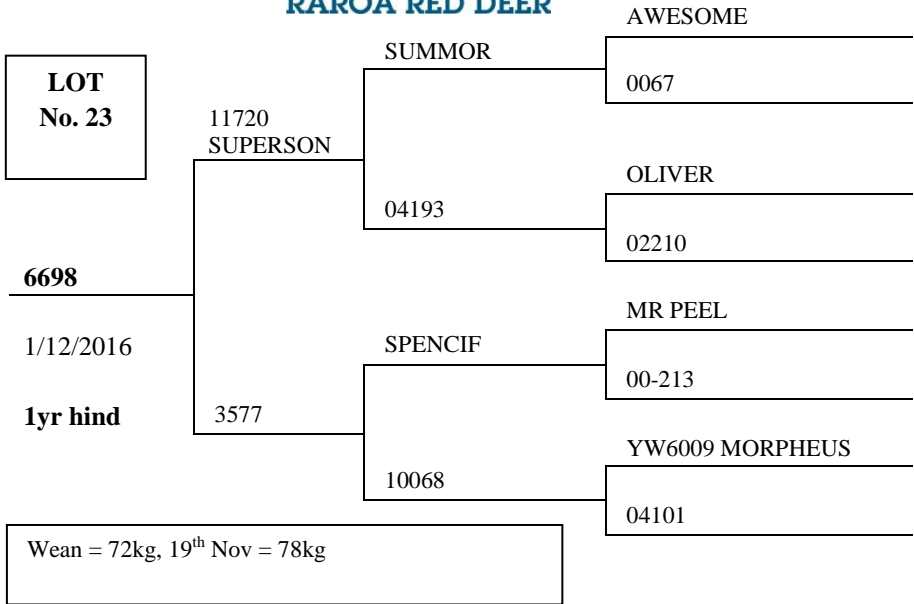 RAROA RED DEER
LOT
No. 23
6698
1/12/2016
1yr hind
11720
SUPERSON
3577
SUMMOR
04193
SPENCIF
10068
AWESOME
0067
OLIVER
02210
MR PEEL
00-213
YW6009 MORPHEUS
04101
Wean = 72kg, 19th Nov = 78kg